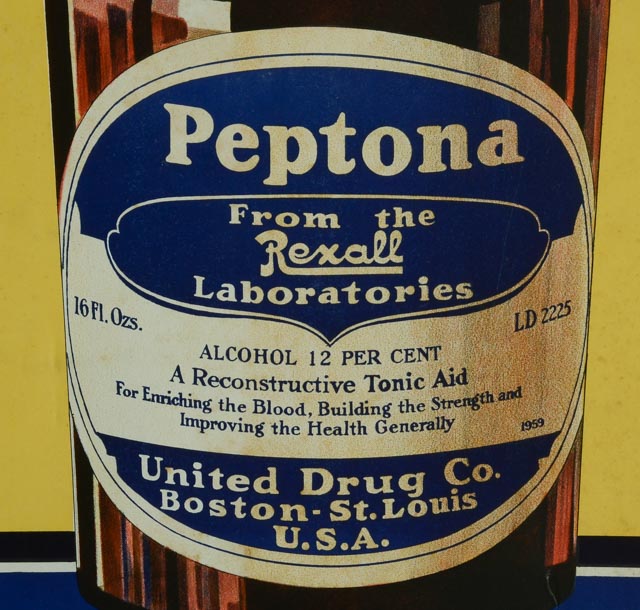 Peptona
From the
Rexall
Laboratories
16 Fl. Ozs.
LD 2225
ALCOHOL 12 PER CENT
A Reconstructive Tonic Aid
For Enriching the Blood, Building the Strength and
Improving the Health Generally
1959
United Drug Co.
Boston - St. Louis
U.S.A.